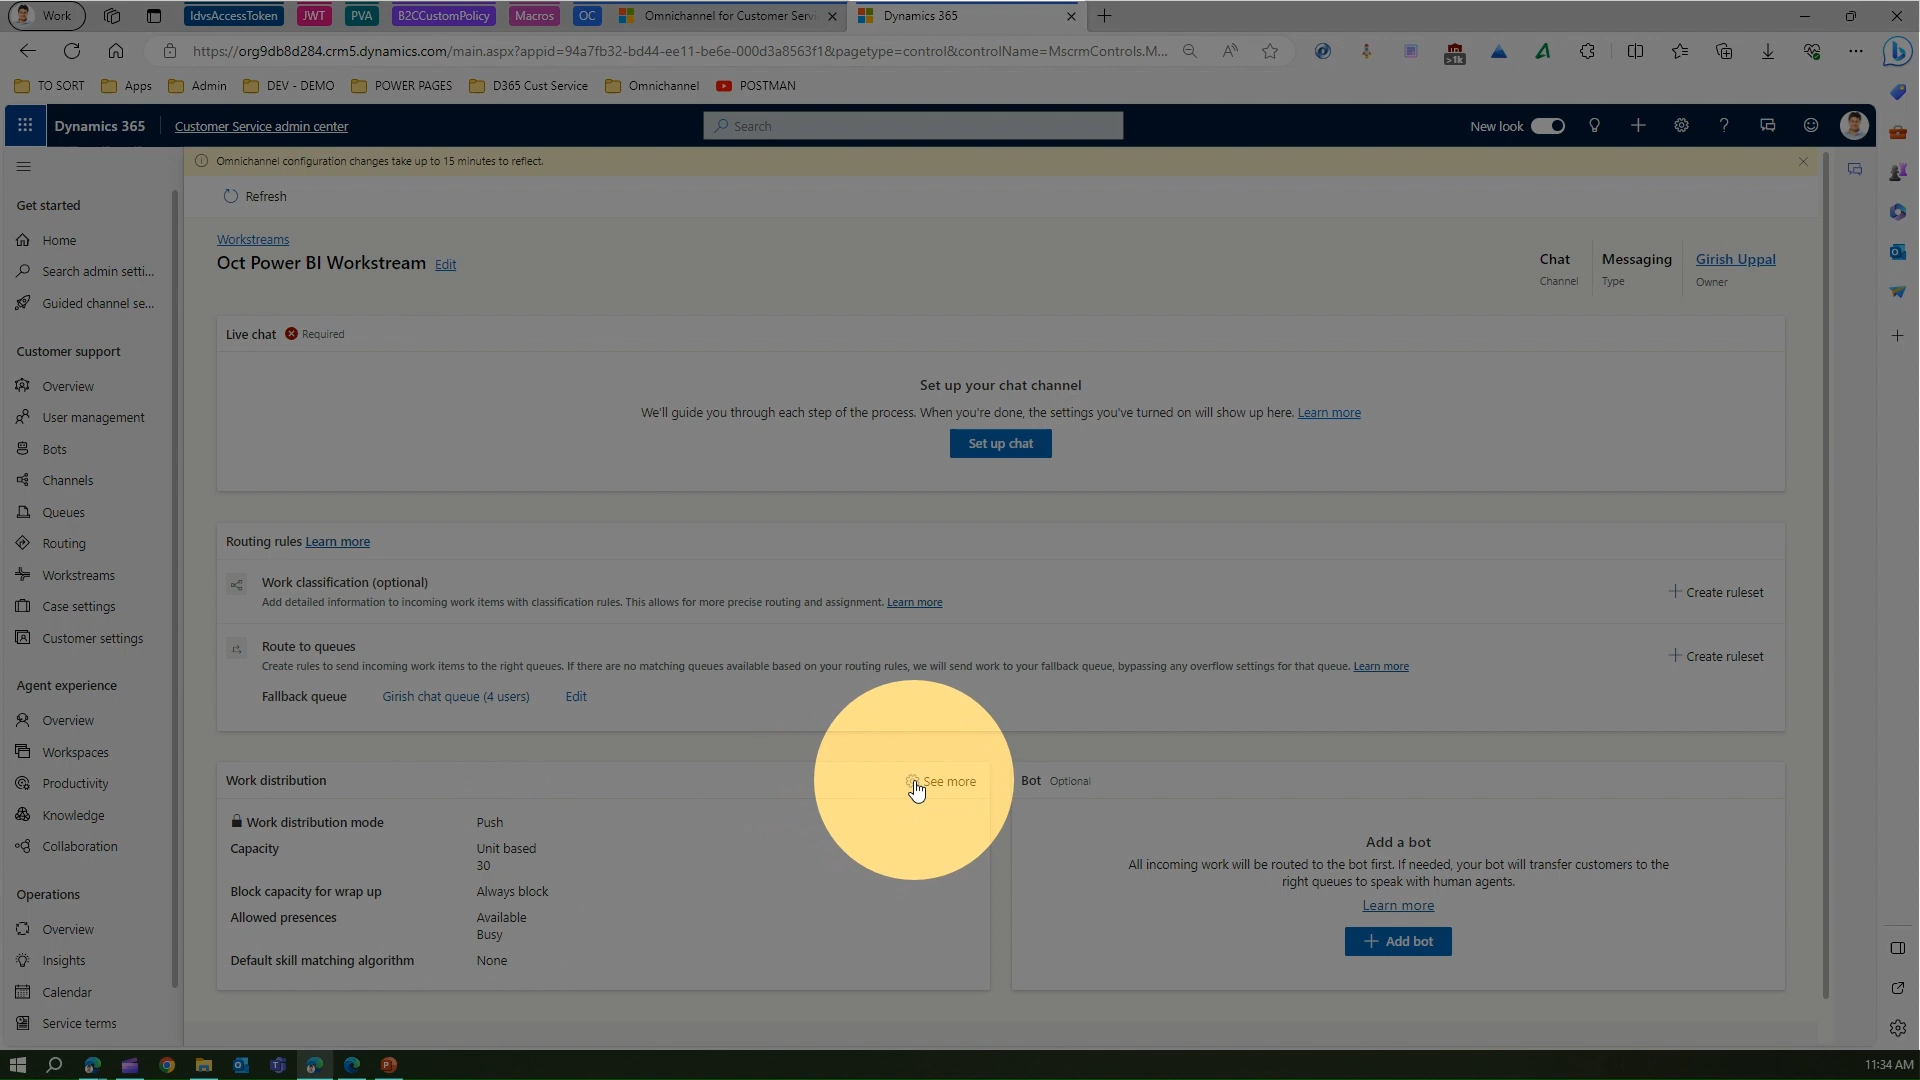 Work
IdvsAccessToken
JWT
PVA
B2CCustomPolicy
Macros
OC
Omnichannel for Customer Servi
Dynamics 365
https://org9db8d284.crm5.dynamics.com/main.aspx?appid=94a7fb32-bd44-ee11-be6e-000d3a8563f1&pagetype=control&controlName=MscrmControls.M...
>1k
TO SORT
Apps
Admin
DEV - DEMO
POWER PAGES
D365 Cust Service
Omnichannel
POSTMAN
Dynamics 365
Customer Service admin center
Search
New look
Omnichannel configuration changes take up to 15 minutes to reflect.
Refresh
Get started
Home
Search admin setti...
Guided channel se...
Customer support
Overview
User management
Bots
Channels
Queues
Routing
Workstreams
Case settings
Customer settings
Agent experience
Overview
Workspaces
Productivity
Knowledge
Collaboration
Operations
Overview
Insights
Calendar
Service terms
Workstreams
Oct Power BI Workstream Edit
Chat
Channel
Messaging
Type
Girish Uppal
Owner
Live chat Required
Set up your chat channel
We'll guide you through each step of the process. When you're done, the settings you've turned on will show up here. Learn more
Set up chat
Routing rules Learn more
Work classification (optional)
Add detailed information to incoming work items with classification rules. This allows for more precise routing and assignment. Learn more
Create ruleset
Route to queues
Create rules to send incoming work items to the right queues. If there are no matching queues available based on your routing rules, we will send work to your fallback queue, bypassing any overflow settings for that queue. Learn more
Create ruleset
Fallback queue Girish chat queue (4 users) Edit
Work distribution
See more
Work distribution mode Push
Capacity Unit based
30
Block capacity for wrap up Always block
Allowed presences Available
Busy
Default skill matching algorithm None
Bot Optional
Add a bot
All incoming work will be routed to the bot first. If needed, your bot will transfer customers to the
right queues to speak with human agents.
Learn more
Add bot
11:34 AM